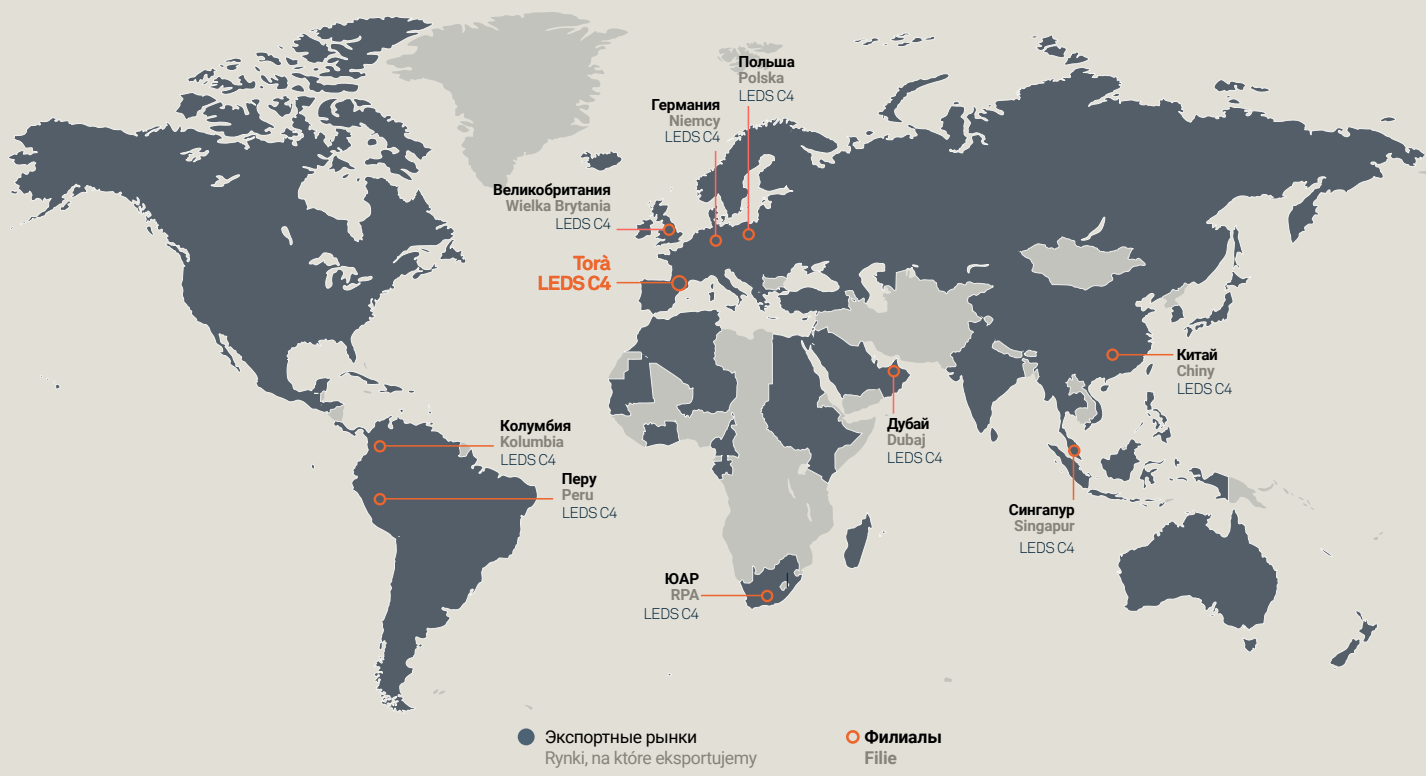 Польша
Polska
LEDS C4
Германия
Niemcy
LEDS C4
Великобритания
Wielka Brytania
LEDS C4
Torà
LEDS C4
Китай
Chiny
LEDS C4
Колумбия
Kolumbia
LEDS C4
Дубай
Dubaj
LEDS C4
Перу
Peru
LEDS C4
Сингапур
Singapur
LEDS C4
ЮАР
RPA
LEDS C4
Экспортные рынки
Rynki, na które eksportujemy
Филиалы
Filie